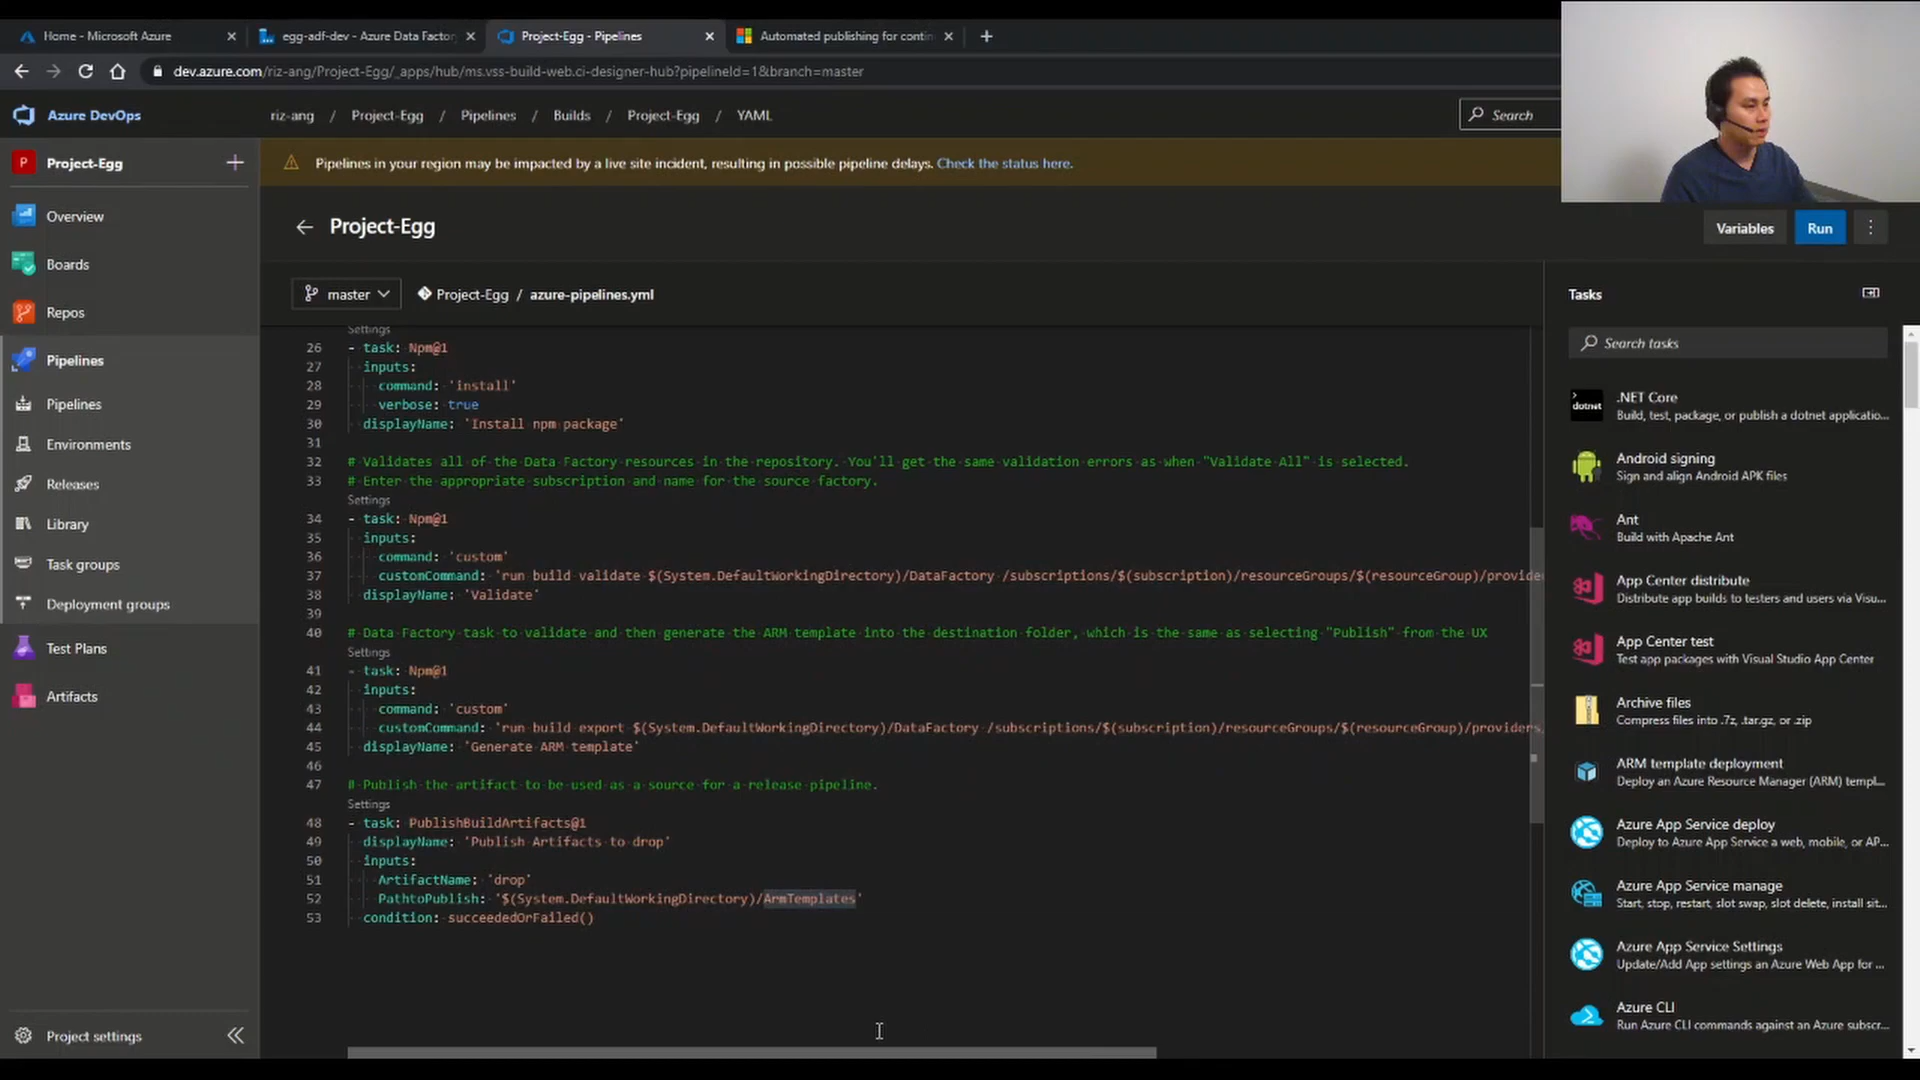 Home - Microsoft Azure
egg-adf-dev - Azure Data Factory
Project-Egg - Pipelines
Automated publishing for contin
dev.azure.com/riz-ang/Project-Egg/_apps/hub/ms.vss-build-web.ci-designer-hub?pipelineId=1&branch=master
Azure DevOps
riz-ang / Project-Egg / Pipelines / Builds / Project-Egg / YAML
Search
Project-Egg
Pipelines in your region may be impacted by a live site incident, resulting in possible pipeline delays. Check the status here.
Overview
Boards
Repos
Pipelines
Pipelines
Environments
Releases
Library
Task groups
Deployment groups
Test Plans
Artifacts
Project settings
Project-Egg
Variables
Run
master
Project-Egg / azure-pipelines.yml
Settings
26 - task: Npm@1
27 inputs:
28 command: 'install'
29 verbose: true
30 displayName: 'Install npm package'
31
32 # Validates all of the Data Factory resources in the repository. You'll get the same validation errors as when "Validate All" is selected.
33 # Enter the appropriate subscription and name for the source factory.
Settings
34 - task: Npm@1
35 inputs:
36 command: 'custom'
37 customCommand: 'run build validate $(System.DefaultWorkingDirectory)/DataFactory /subscriptions/$(subscription)/resourceGroups/$(resourceGroup)/provide
38 displayName: 'Validate'
39
40 # Data Factory task to validate and then generate the ARM template into the destination folder, which is the same as selecting "Publish" from the UX
Settings
41 - task: Npm@1
42 inputs:
43 command: 'custom'
44 customCommand: 'run build export $(System.DefaultWorkingDirectory)/DataFactory /subscriptions/$(subscription)/resourceGroups/$(resourceGroup)/providers
45 displayName: 'Generate ARM template'
46
47 # Publish the artifact to be used as a source for a release pipeline.
Settings
48 - task: PublishBuildArtifacts@1
49 displayName: 'Publish Artifacts to drop'
50 inputs:
51 ArtifactName: 'drop'
52 PathtoPublish: '$(System.DefaultWorkingDirectory)/ArmTemplates'
53 condition: succeededOrFailed()
Tasks
Search tasks
dotnet
.NET Core
Build, test, package, or publish a dotnet applicatio...
Android signing
Sign and align Android APK files
Ant
Build with Apache Ant
App Center distribute
Distribute app builds to testers and users via Visu...
App Center test
Test app packages with Visual Studio App Center
Archive files
Compress files into .7z, .tar.gz, or .zip
ARM template deployment
Deploy an Azure Resource Manager (ARM) templ...
Azure App Service deploy
Deploy to Azure App Service a web, mobile, or AP...
Azure App Service manage
Start, stop, restart, slot swap, slot delete, install sit...
Azure App Service Settings
Update/Add App settings an Azure Web App for ...
Azure CLI
Run Azure CLI commands against an Azure subscr...